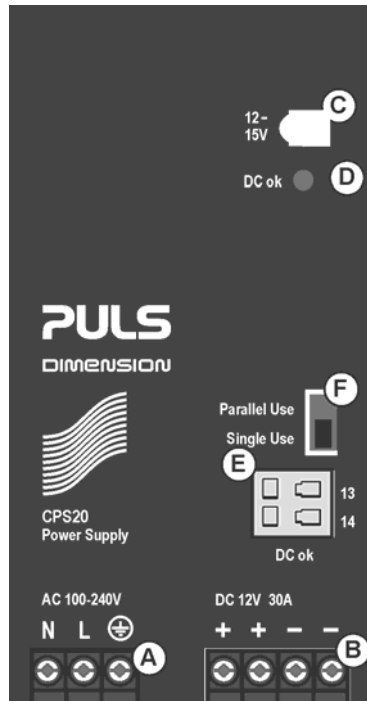 12–
15V
C
DC ok
D
PULS
DIMENSION
F
Parallel Use
Single Use
E
13
14
CPS20
Power Supply
DC ok
AC 100-240V
DC 12V 30A
N L
+ + – –
A
B